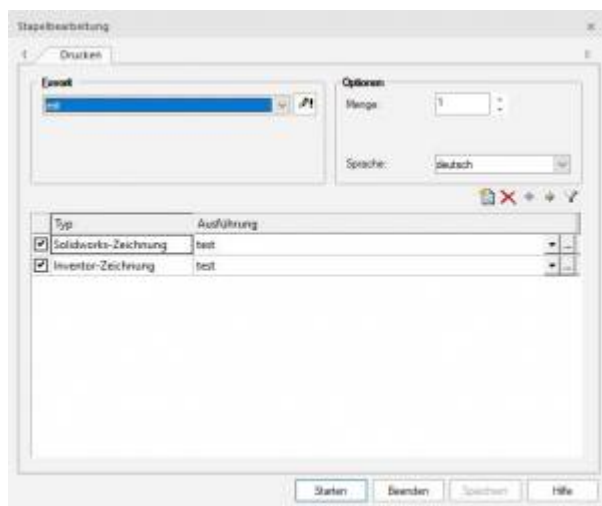 Stapelbearbeitung
Drucken
Favorit
Optionen
Menge: 1
Sprache: deutsch
Typ Ausführung
Solidworks-Zeichnung test
Inventor-Zeichnung test
Starten Beenden Speichern Hilfe